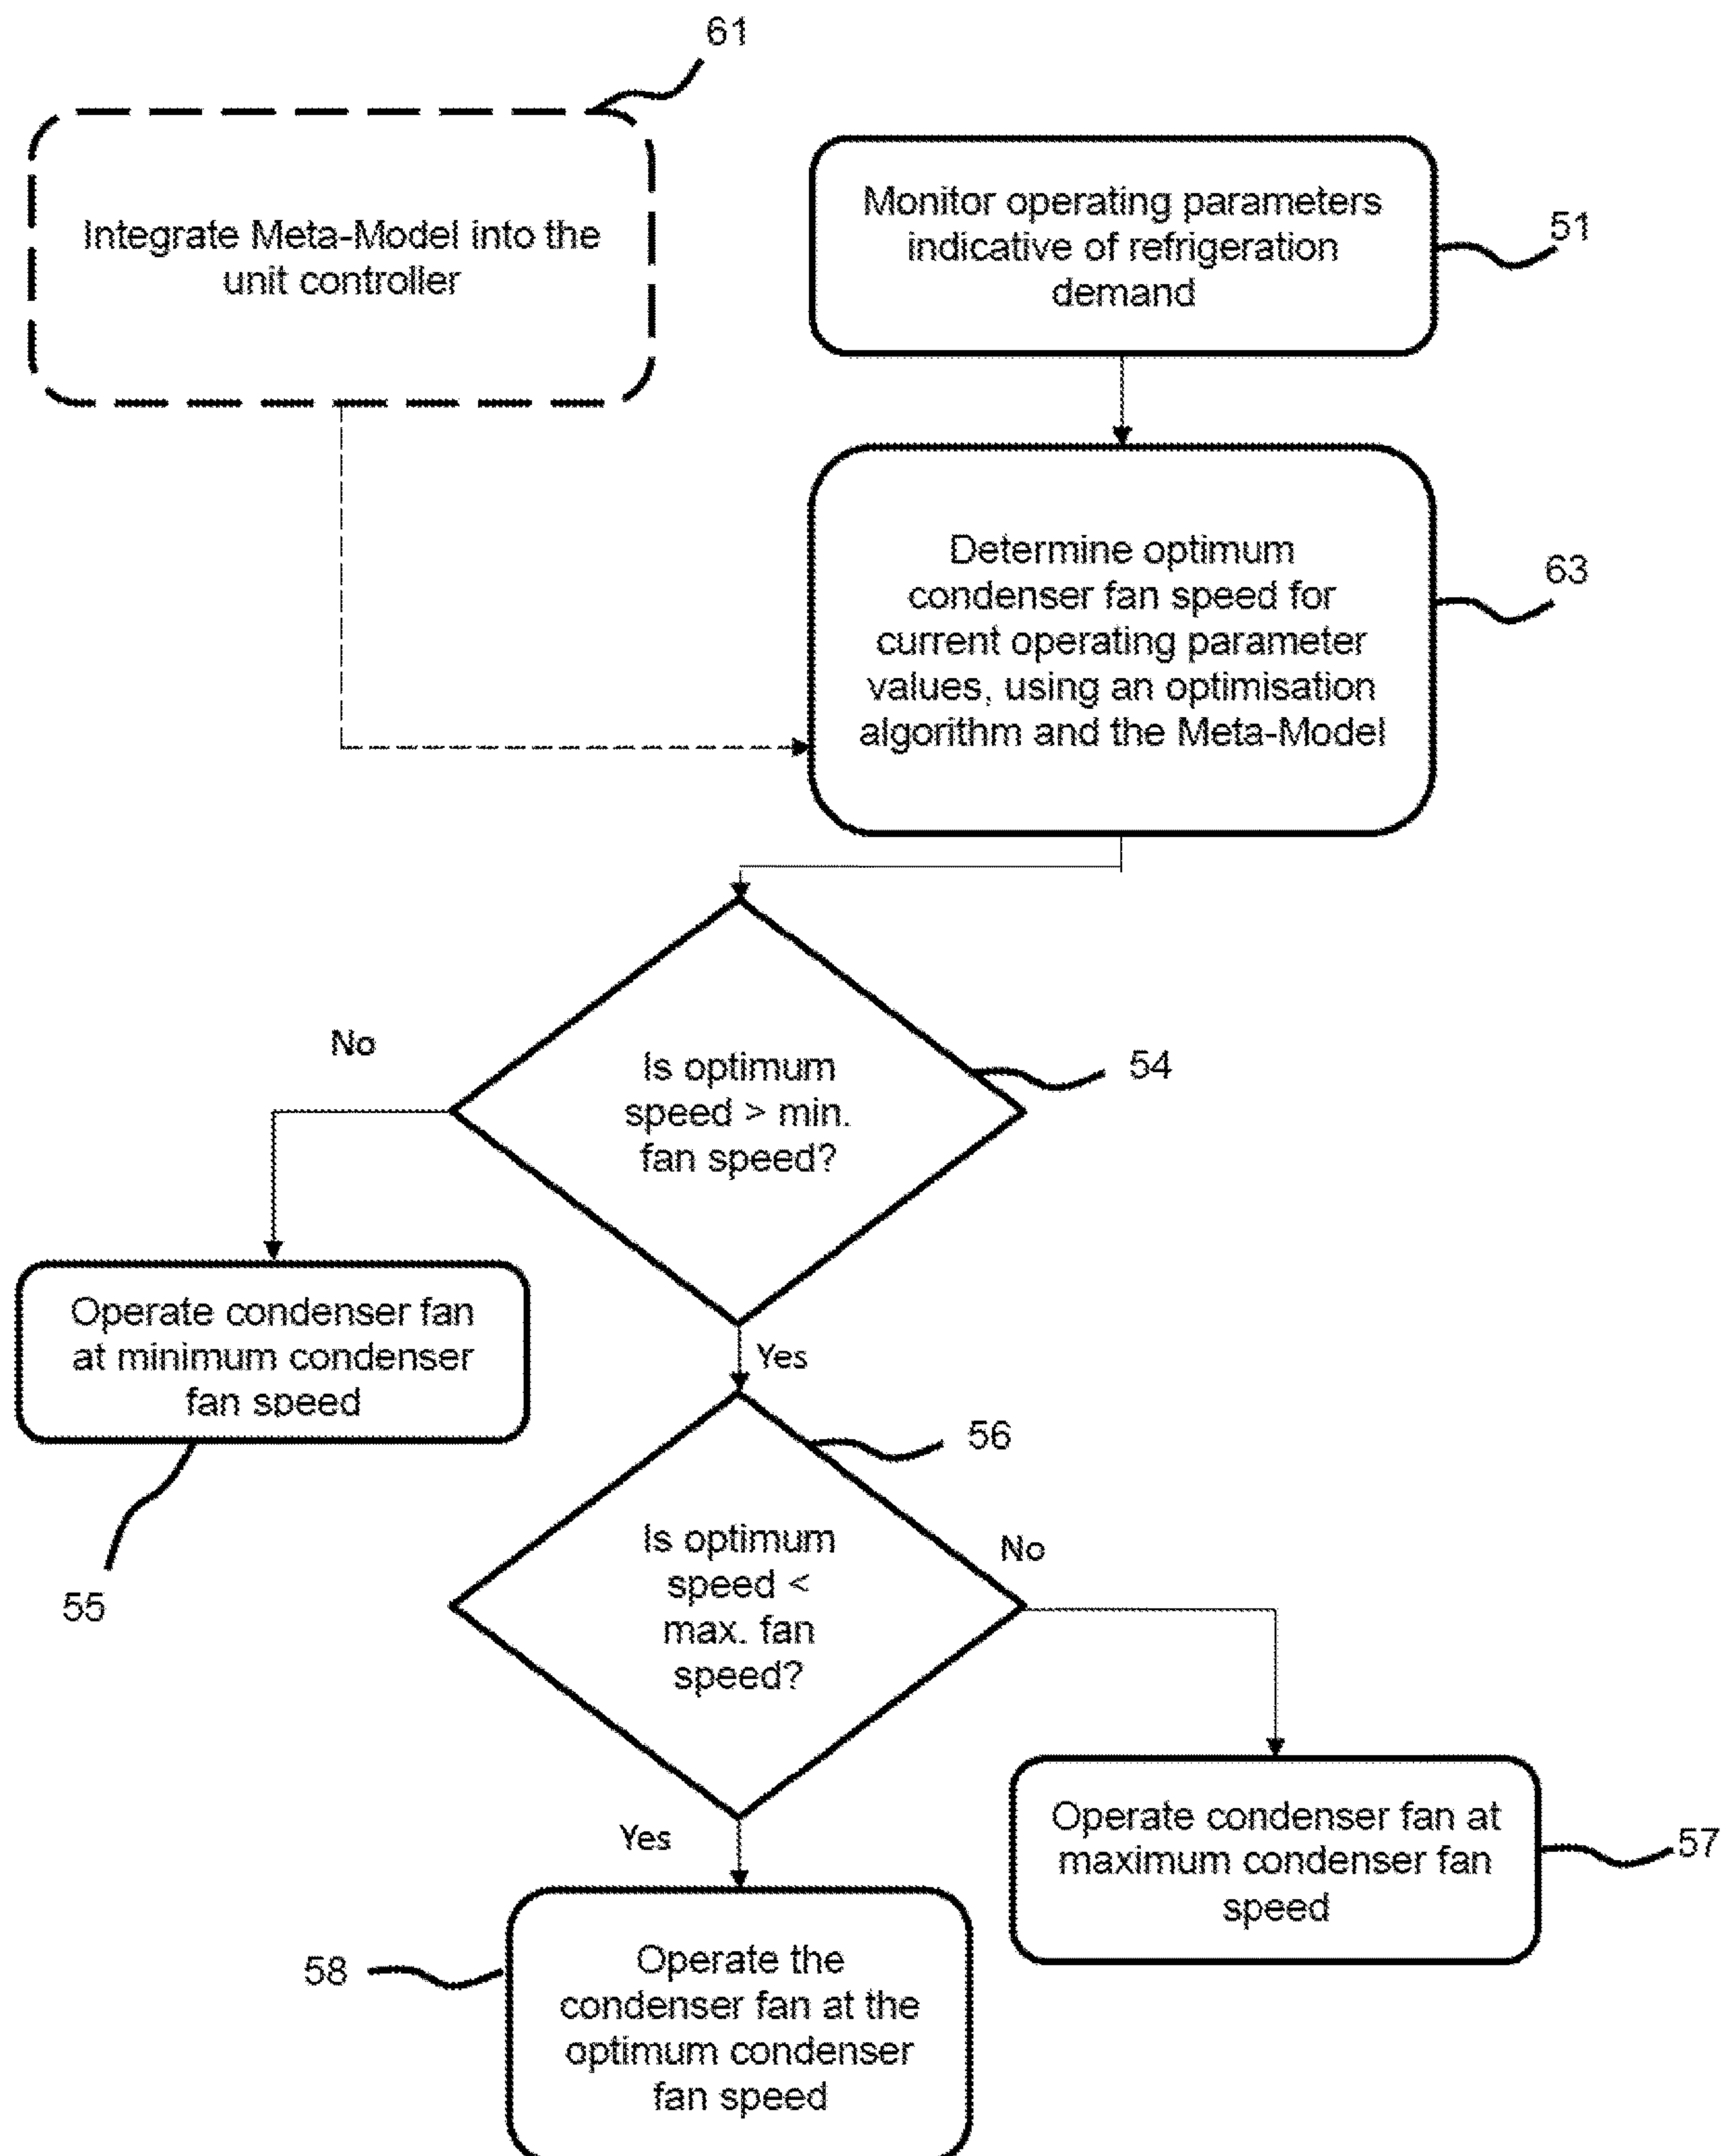 61
Integrate Meta-Model into the
unit controller
Monitor operating parameters
indicative of refrigeration
demand
51
Determine optimum
condenser fan speed for
current operating parameter
values, using an optimisation
algorithm and the Meta-Model
63
No
Is optimum
speed > min.
fan speed?
54
Operate condenser fan
at minimum condenser
fan speed
55
Yes
56
Is optimum
speed <
max. fan
speed?
No
Operate condenser fan at
maximum condenser fan
speed
57
Yes
58
Operate the
condenser fan at the
optimum condenser
fan speed